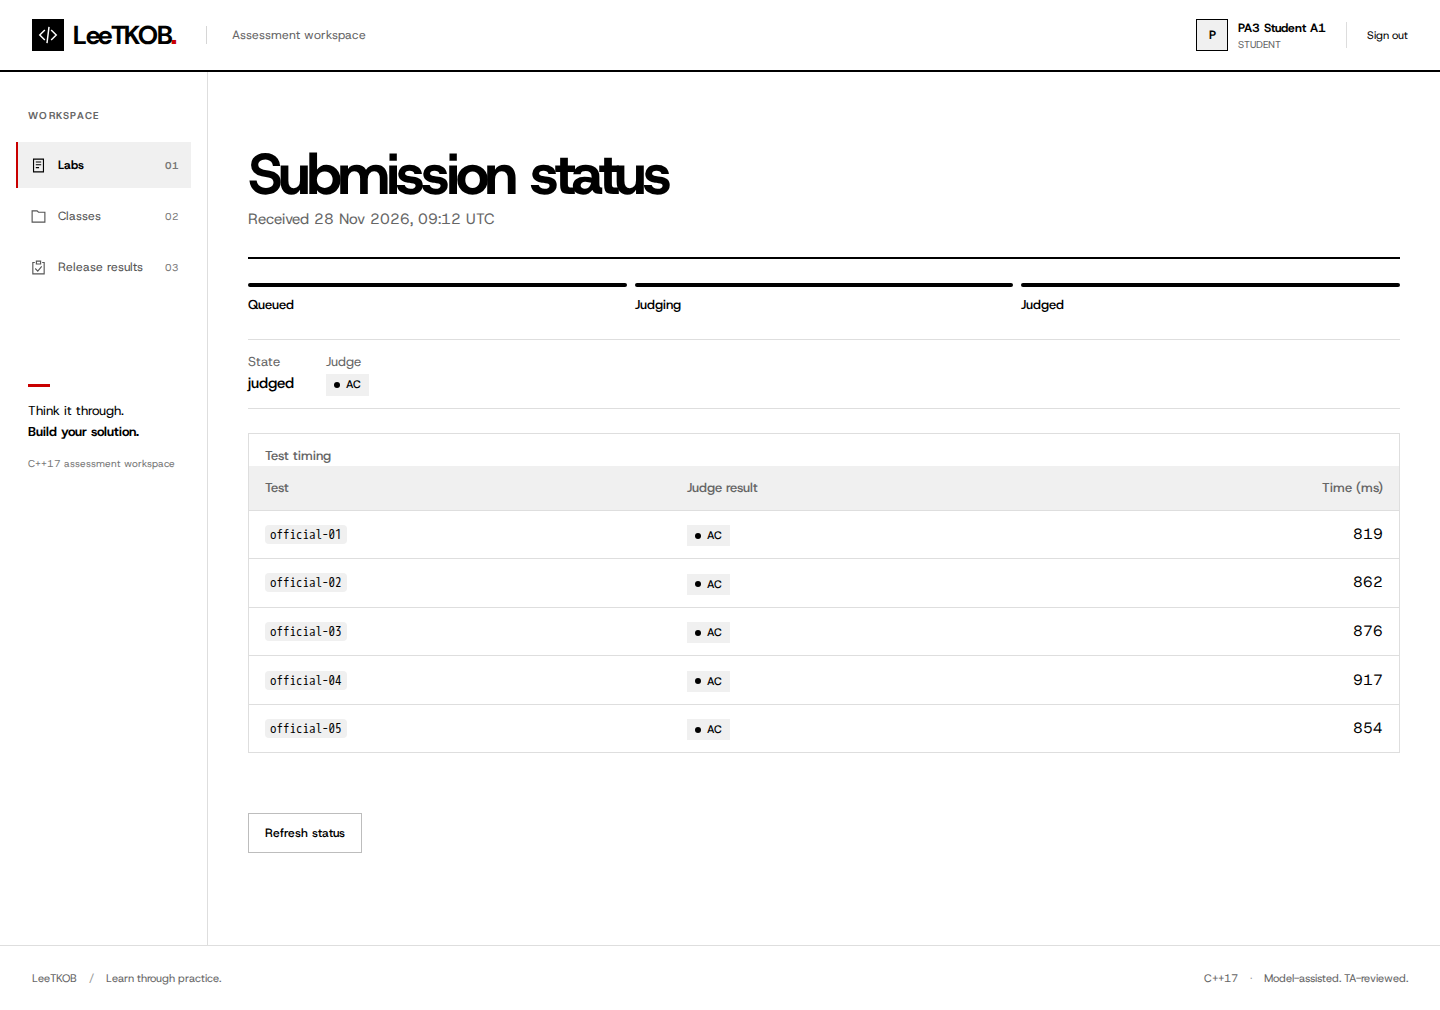 LeeTKOB.
Assessment workspace
P
PA3 Student A1
STUDENT
Sign out
WORKSPACE
Labs 01
Classes 02
Release results 03
Think it through.
Build your solution.
C++17 assessment workspace
Submission status
Received 28 Nov 2026, 09:12 UTC
Queued Judging Judged
State Judge
judged AC
Test timing
Test Judge result Time (ms)
official-01 AC 819
official-02 AC 862
official-03 AC 876
official-04 AC 917
official-05 AC 854
Refresh status
LeeTKOB / Learn through practice.
C++17 · Model-assisted. TA-reviewed.